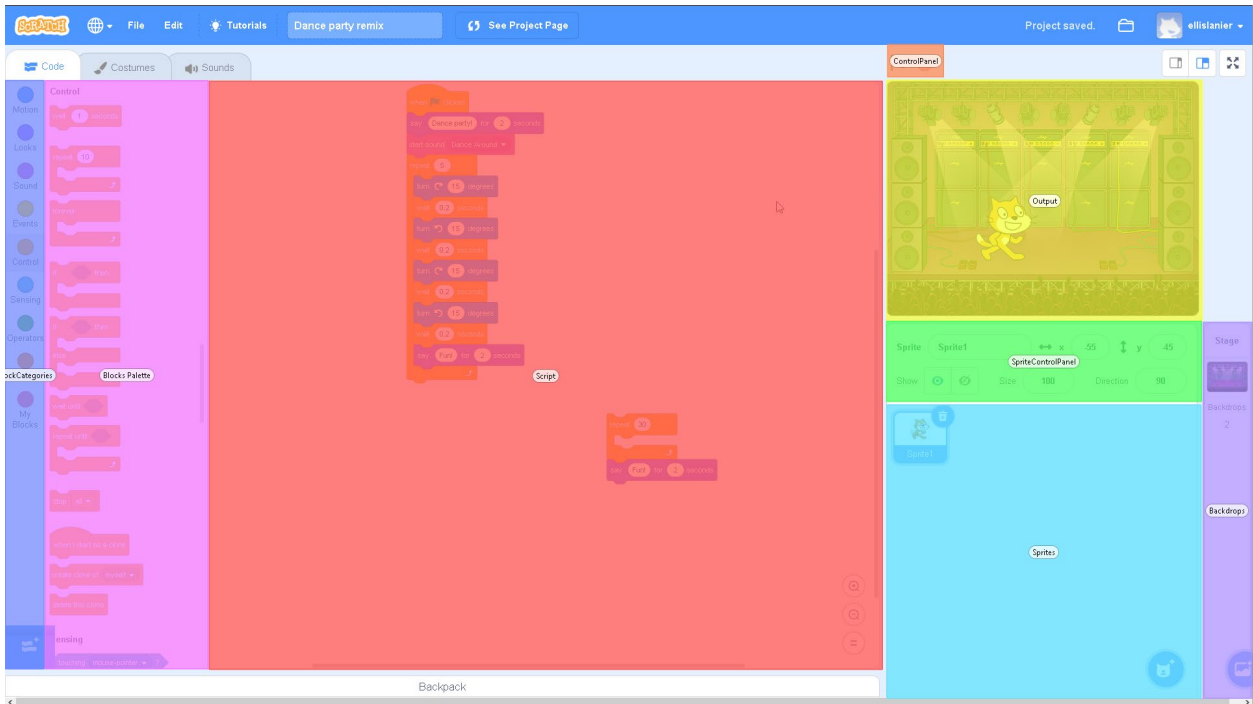 SCRATCH File Edit Tutorials Dance party remix See Project Page Project saved. ellislanier
Code Costumes Sounds
ControlPanel
Motion
Looks
Sound
Events
Control
Sensing
Operators
ockCategories
My
Blocks
Control
wait 1 seconds
repeat 10
forever
if then
if then
else
Blocks Palette
wait until
repeat until
stop all
when I start as a clone
create clone of myself
delete this clone
Sensing
touching mouse-pointer ?
when clicked
say Dance party! for 2 seconds
start sound Dance Around
repeat 5
turn 15 degrees
wait 0.2 seconds
turn 15 degrees
wait 0.2 seconds
turn 15 degrees
wait 0.2 seconds
turn 15 degrees
wait 0.2 seconds
say Fun! for 2 seconds
Script
repeat 30
say Fun! for 2 seconds
Output
Sprite Sprite1 x -55 y -45
SpriteControlPanel
Show Size 100 Direction 90
Sprite1
Sprites
Stage
Backdrops
2
Backdrops
Backpack